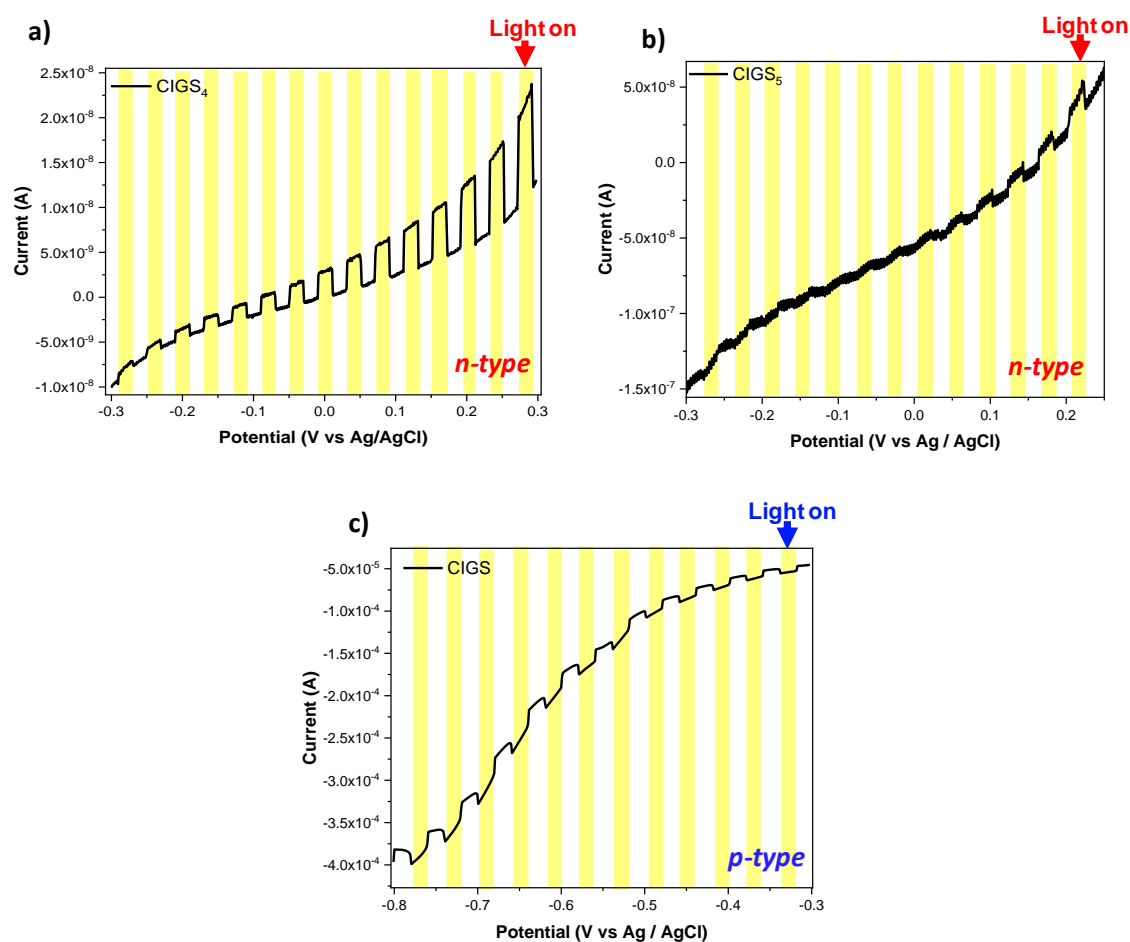 a)
Light on
CIGS4
2.5x10-8
2.0x10-8
1.5x10-8
1.0x10-8
5.0x10-9
0.0
-5.0x10-9
-1.0x10-8
Current (A)
n-type
-0.3 -0.2 -0.1 0.0 0.1 0.2 0.3
Potential (V vs Ag/AgCl)
b)
Light on
CIGS5
5.0x10-8
0.0
-5.0x10-8
-1.0x10-7
-1.5x10-7
Current (A)
n-type
-0.3 -0.2 -0.1 0.0 0.1 0.2
Potential (V vs Ag / AgCl)
c)
Light on
CIGS
-5.0x10-5
-1.0x10-4
-1.5x10-4
-2.0x10-4
-2.5x10-4
-3.0x10-4
-3.5x10-4
-4.0x10-4
Current (A)
p-type
-0.8 -0.7 -0.6 -0.5 -0.4 -0.3
Potential (V vs Ag / AgCl)